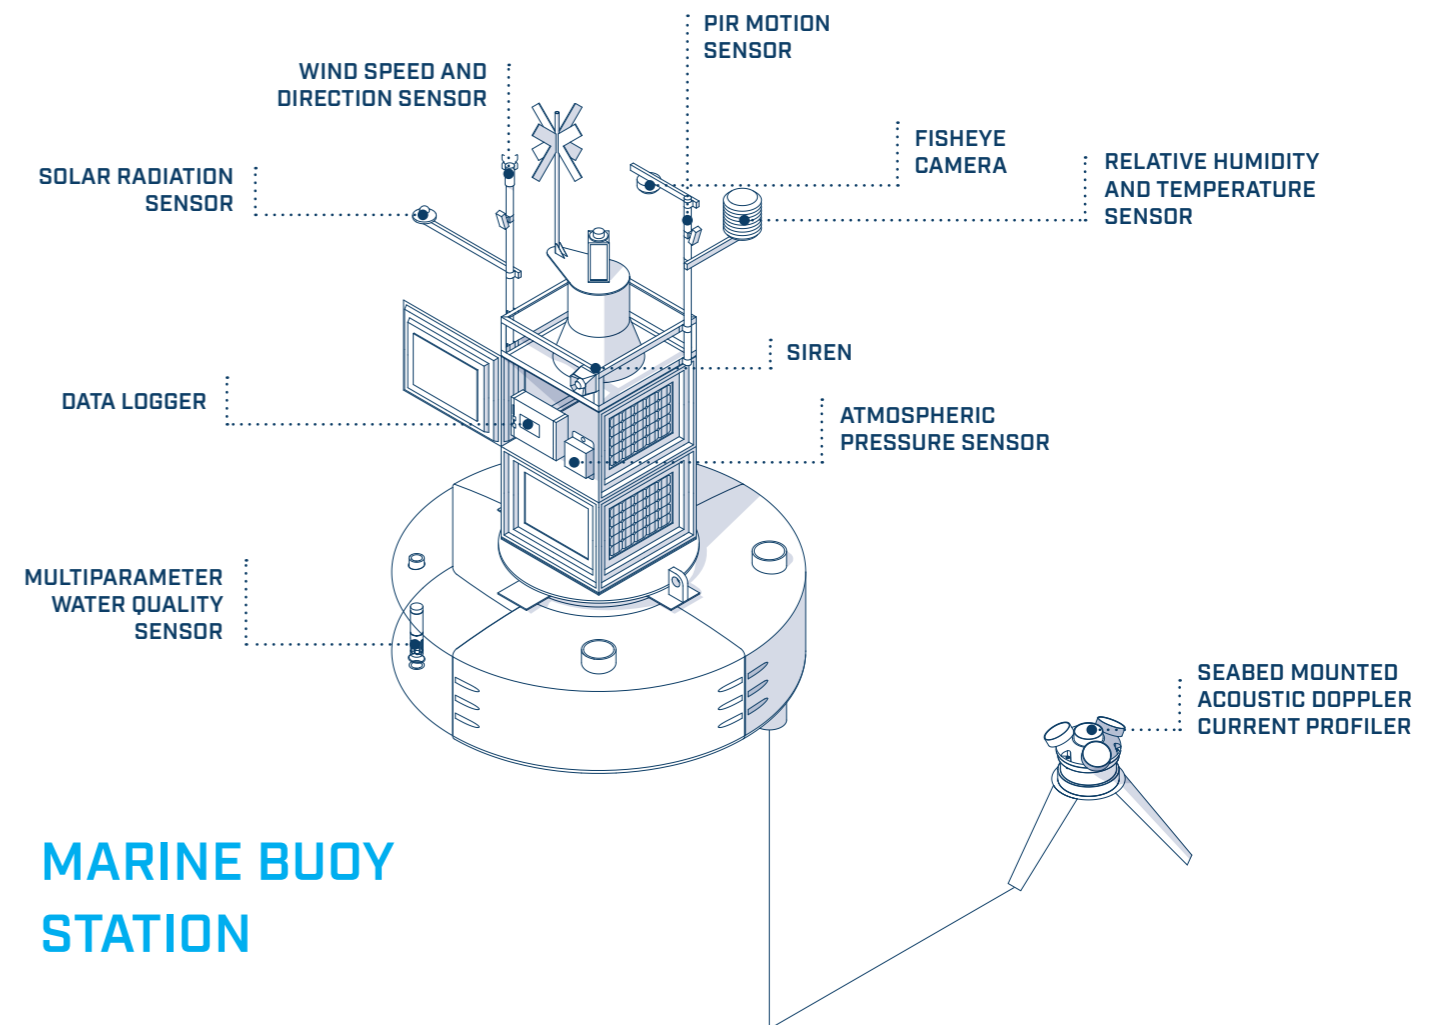 PIR MOTION
SENSOR
WIND SPEED AND
DIRECTION SENSOR
FISHEYE
CAMERA
RELATIVE HUMIDITY
AND TEMPERATURE
SENSOR
SOLAR RADIATION
SENSOR
SIREN
DATA LOGGER
ATMOSPHERIC
PRESSURE SENSOR
MULTIPARAMETER
WATER QUALITY
SENSOR
SEABED MOUNTED
ACOUSTIC DOPPLER
CURRENT PROFILER
MARINE BUOY
STATION